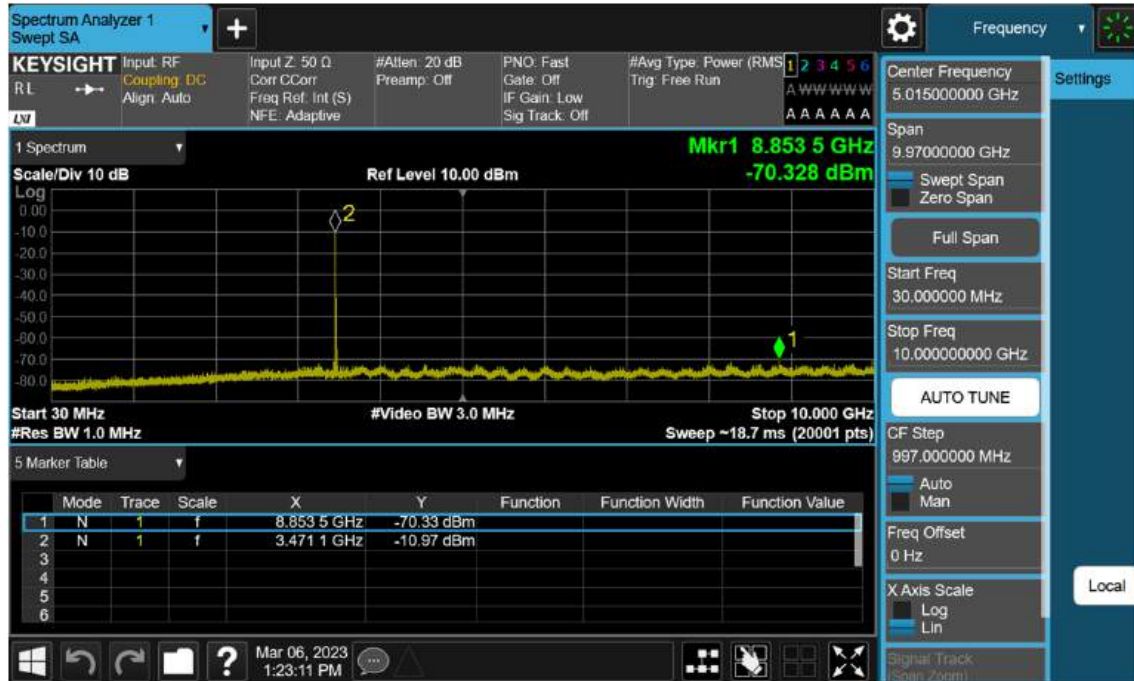 Spectrum Analyzer 1
Swept SA
+
Frequency
KEYSIGHT
RL
LXI
Input: RF
Coupling: DC
Align: Auto
Input Z: 50 Ω
Corr CCorr
Freq Ref: Int (S)
NFE: Adaptive
#Atten: 20 dB
Preamp: Off
PNO: Fast
Gate: Off
IF Gain: Low
Sig Track: Off
#Avg Type: Power (RMS
Trig: Free Run
1 2 3 4 5 6
A W W W W W
A A A A A A
1 Spectrum
Scale/Div 10 dB
Ref Level 10.00 dBm
Mkr1 8.853 5 GHz
-70.328 dBm
Log
0.00
-10.0
-20.0
-30.0
-40.0
-50.0
-60.0
-70.0
-80.0
2
1
Start 30 MHz
#Video BW 3.0 MHz
Stop 10.000 GHz
#Res BW 1.0 MHz
Sweep ~18.7 ms (20001 pts)
5 Marker Table
Mode Trace Scale X Y Function Function Width Function Value
1 N 1 f 8.853 5 GHz -70.33 dBm
2 N 1 f 3.471 1 GHz -10.97 dBm
3
4
5
6
Mar 06, 2023
1:23:11 PM
?
Center Frequency
5.015000000 GHz
Settings
Span
9.97000000 GHz
Swept Span
Zero Span
Full Span
Start Freq
30.000000 MHz
Stop Freq
10.000000000 GHz
AUTO TUNE
CF Step
997.000000 MHz
Auto
Man
Freq Offset
0 Hz
X Axis Scale
Log
Lin
Local
Signal Track
(Span Zoom)